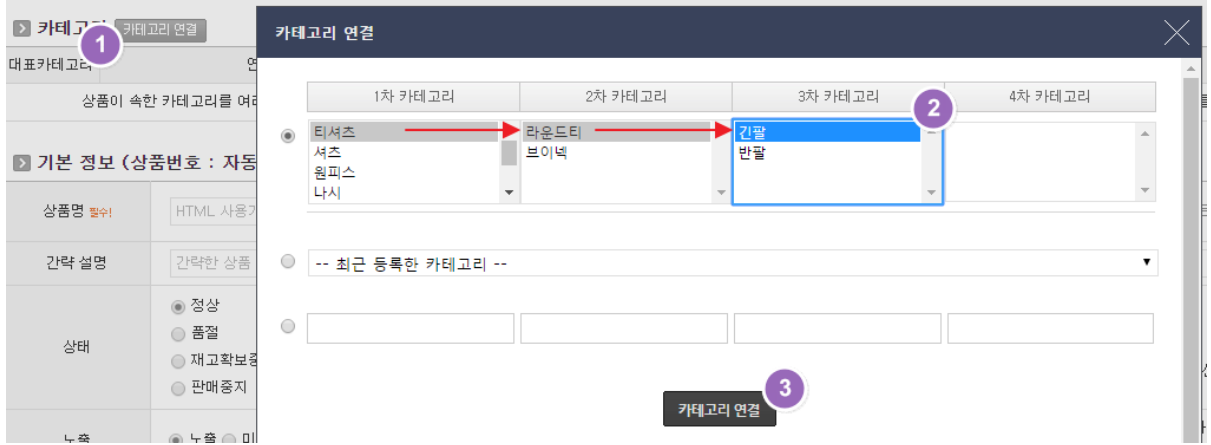 카테고리 카테고리 연결
1
대표카테고리
상품이 속한 카테고리를
기본 정보 (상품번호 : 자동
상품명 필수!
HTML 사용
간략 설명
간략한 상품
상태
정상
품절
재고확보중
판매중지
노출
노출
카테고리 연결
1차 카테고리
2차 카테고리
3차 카테고리
4차 카테고리
2
티셔츠
셔츠
원피스
나시
라운드티
브이넥
긴팔
반팔
-- 최근 등록한 카테고리 --
3
카테고리 연결